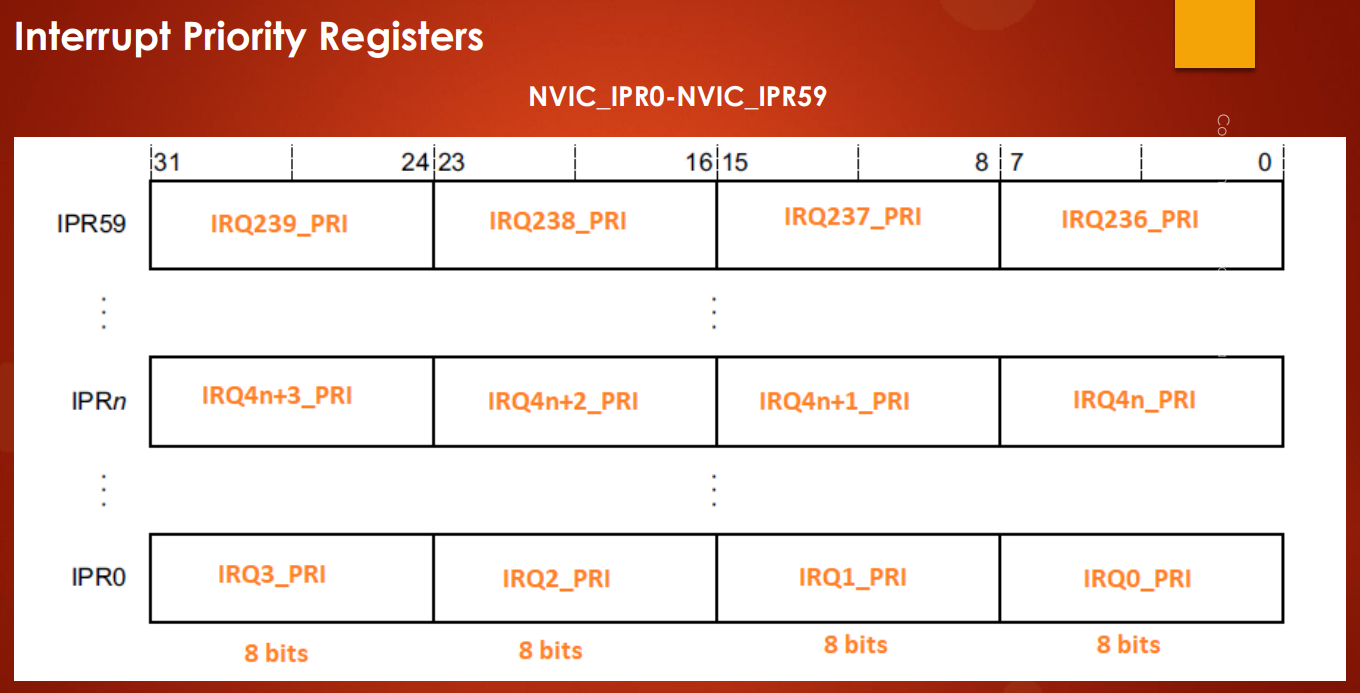 Interrupt Priority Registers
NVIC_IPR0-NVIC_IPR59
Co
31 24 23 16 15 8 7 0
IPR59 IRQ239_PRI IRQ238_PRI IRQ237_PRI IRQ236_PRI
IPRn IRQ4n+3_PRI IRQ4n+2_PRI IRQ4n+1_PRI IRQ4n_PRI
IPR0 IRQ3_PRI IRQ2_PRI IRQ1_PRI IRQ0_PRI
8 bits 8 bits 8 bits 8 bits